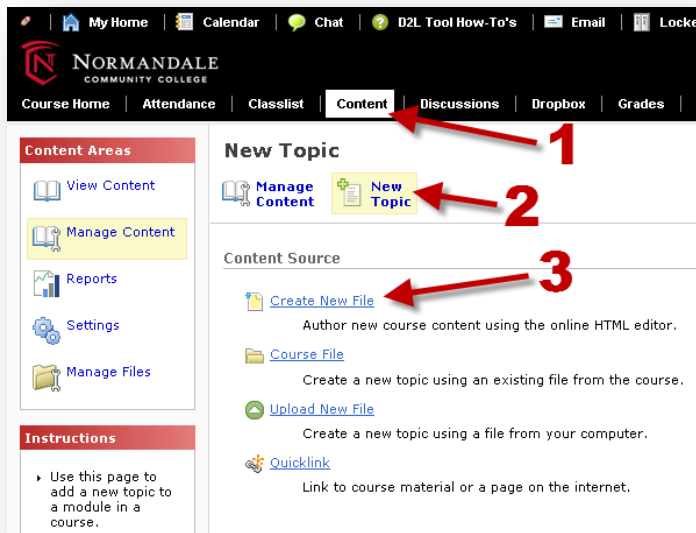 My Home | Calendar | Chat | D2L Tool How-To's | Email | Locke
NORMANDALE
COMMUNITY COLLEGE
Course Home | Attendance | Classlist | Content | Discussions | Dropbox | Grades |
1
Content Areas
View Content
Manage Content
Reports
Settings
Manage Files
Instructions
Use this page to
add a new topic to
a module in a
course.
New Topic
Manage
Content
New
Topic
2
Content Source
3
Create New File
Author new course content using the online HTML editor.
Course File
Create a new topic using an existing file from the course.
Upload New File
Create a new topic using a file from your computer.
Quicklink
Link to course material or a page on the internet.